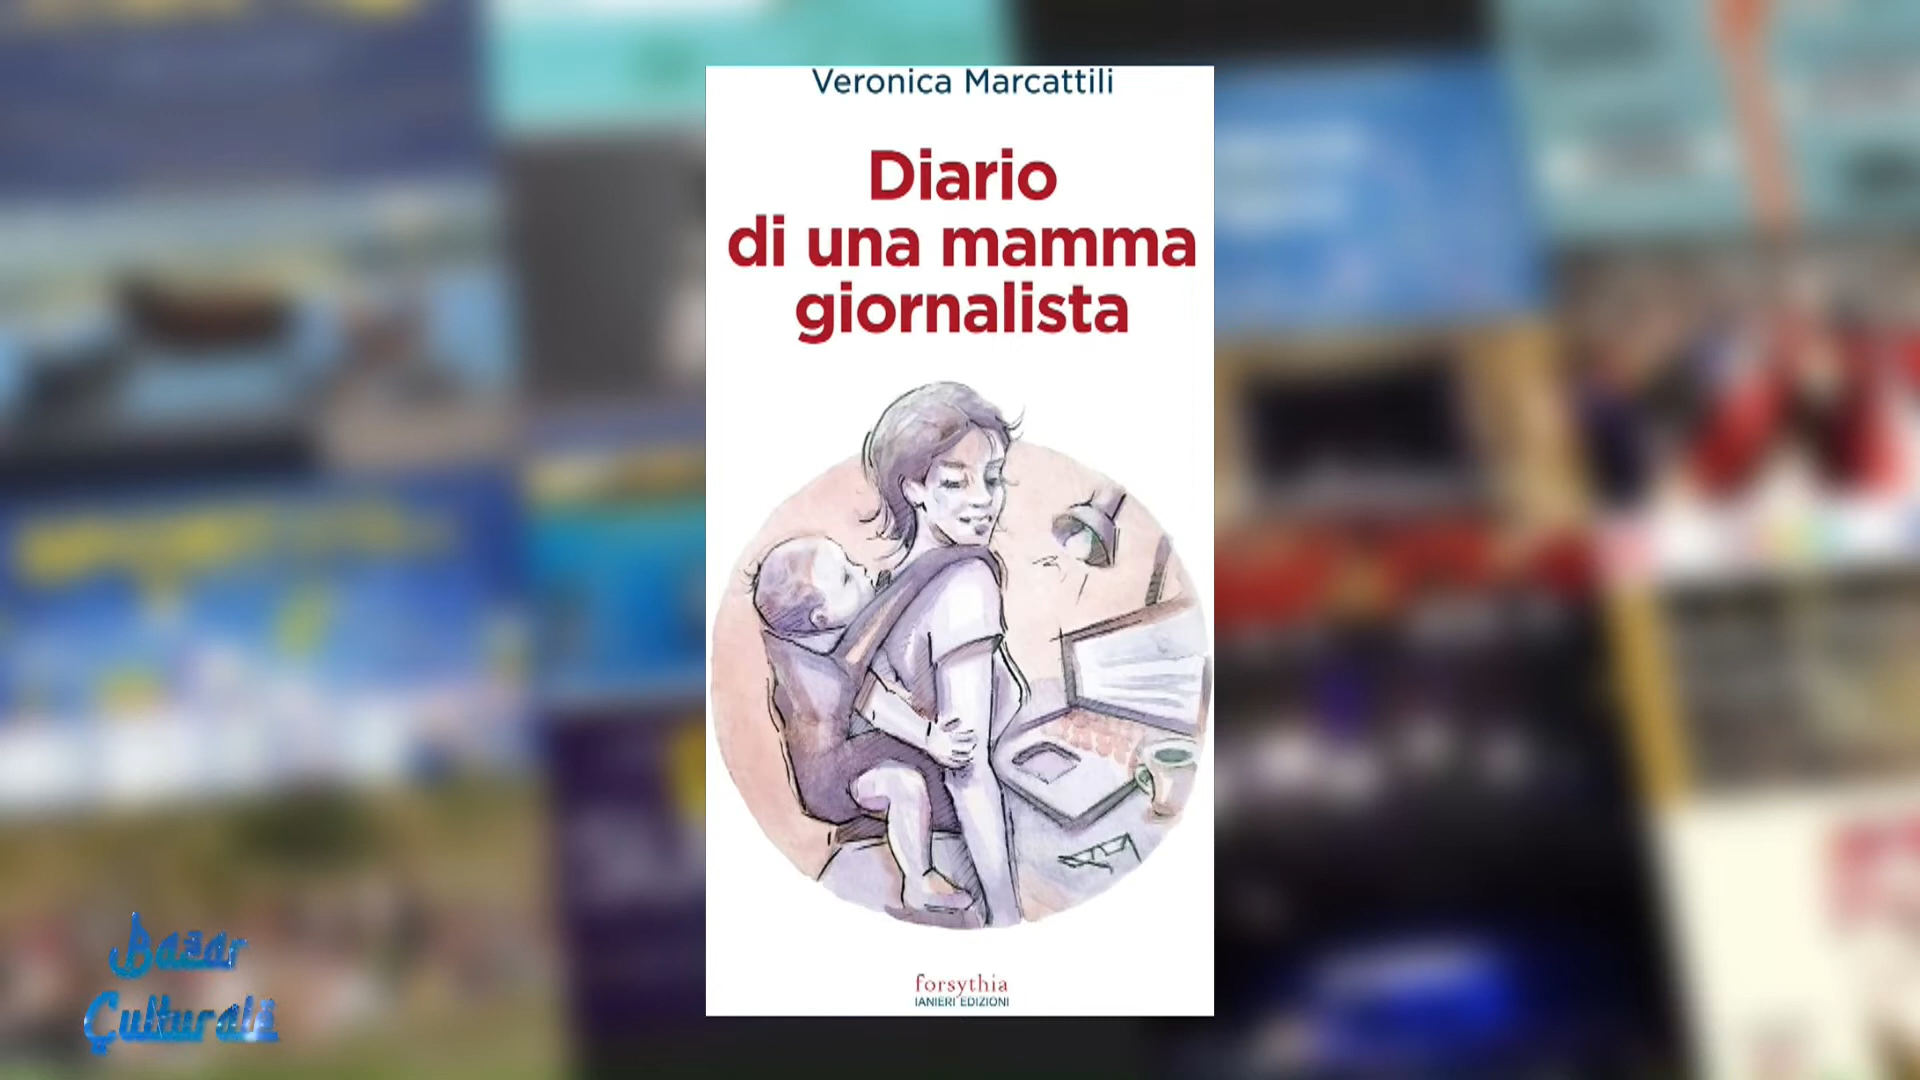 Veronica Marcattili
Diario
di una mamma
giornalista
forsythia
IANIERI EDIZIONI
Bazar
Culturale